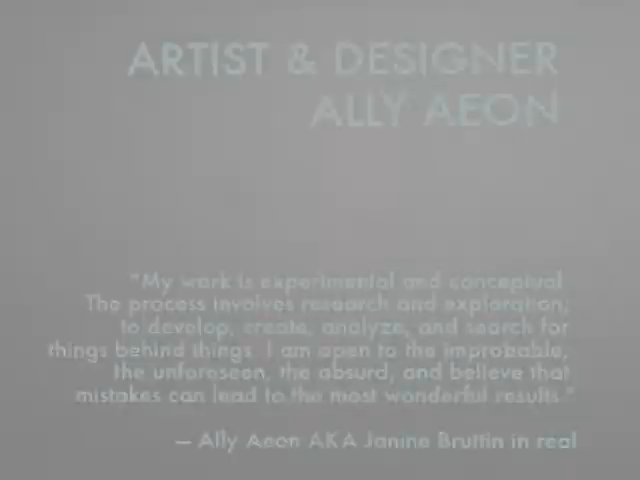 ARTIST & DESIGNER
ALLY AEON
"My work is experimental and conceptual.
The process involves research and exploration,
to develop, create, analyze, and search for
things behind things. I am open to the improbable,
the unforeseen, the absurd, and believe that
mistakes can lead to the most wonderful results."
– Ally Aeon AKA Janine Bruttin in real